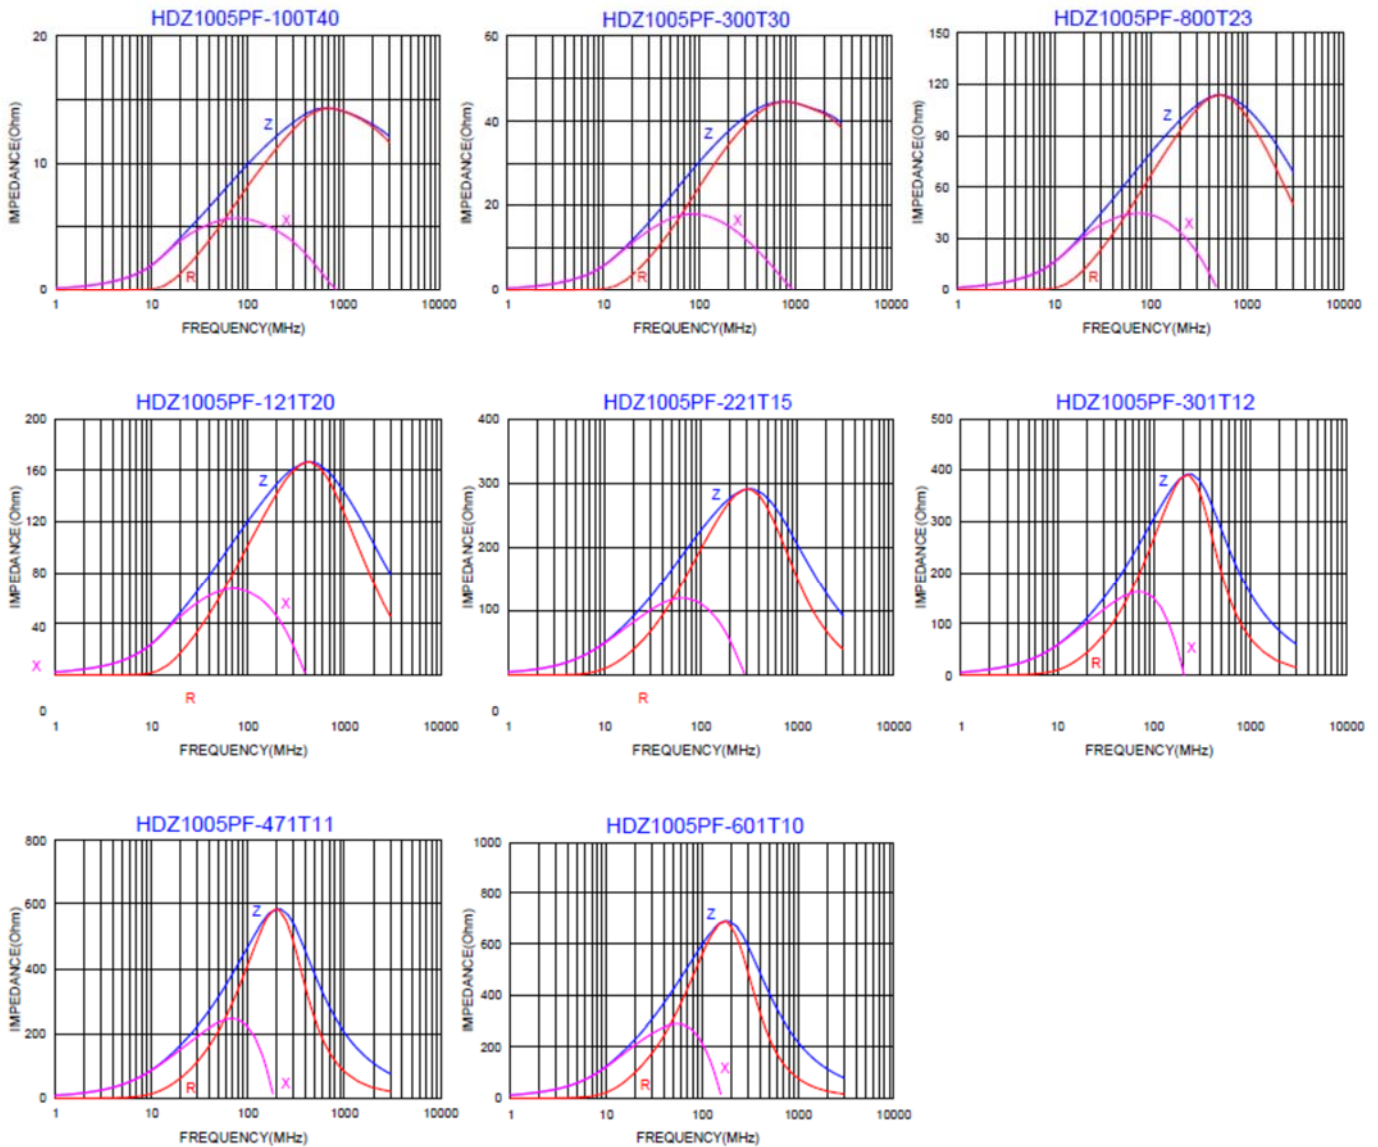 HDZ1005PF-100T40
20
10
0
IMPEDANCE(Ohm)
Z
X
R
1 10 100 1000 10000
FREQUENCY(MHz)
HDZ1005PF-300T30
60
40
20
0
IMPEDANCE(Ohm)
Z
X
R
1 10 100 1000 10000
FREQUENCY(MHz)
HDZ1005PF-800T23
150
120
90
60
30
0
IMPEDANCE(Ohm)
Z
X
R
1 10 100 1000 10000
FREQUENCY(MHz)
HDZ1005PF-121T20
200
160
120
80
40
0
IMPEDANCE(Ohm)
Z
X
X
R
1 10 100 1000 10000
FREQUENCY(MHz)
HDZ1005PF-221T15
400
300
200
100
0
IMPEDANCE(Ohm)
Z
R
1 10 100 1000 10000
FREQUENCY(MHz)
HDZ1005PF-301T12
500
400
300
200
100
0
IMPEDANCE(Ohm)
Z
X
R
1 10 100 1000 10000
FREQUENCY(MHz)
HDZ1005PF-471T11
800
600
400
200
0
IMPEDANCE(Ohm)
Z
R
X
1 10 100 1000 10000
FREQUENCY(MHz)
HDZ1005PF-601T10
1000
800
600
400
200
0
IMPEDANCE(Ohm)
Z
X
R
1 10 100 1000 10000
FREQUENCY(MHz)